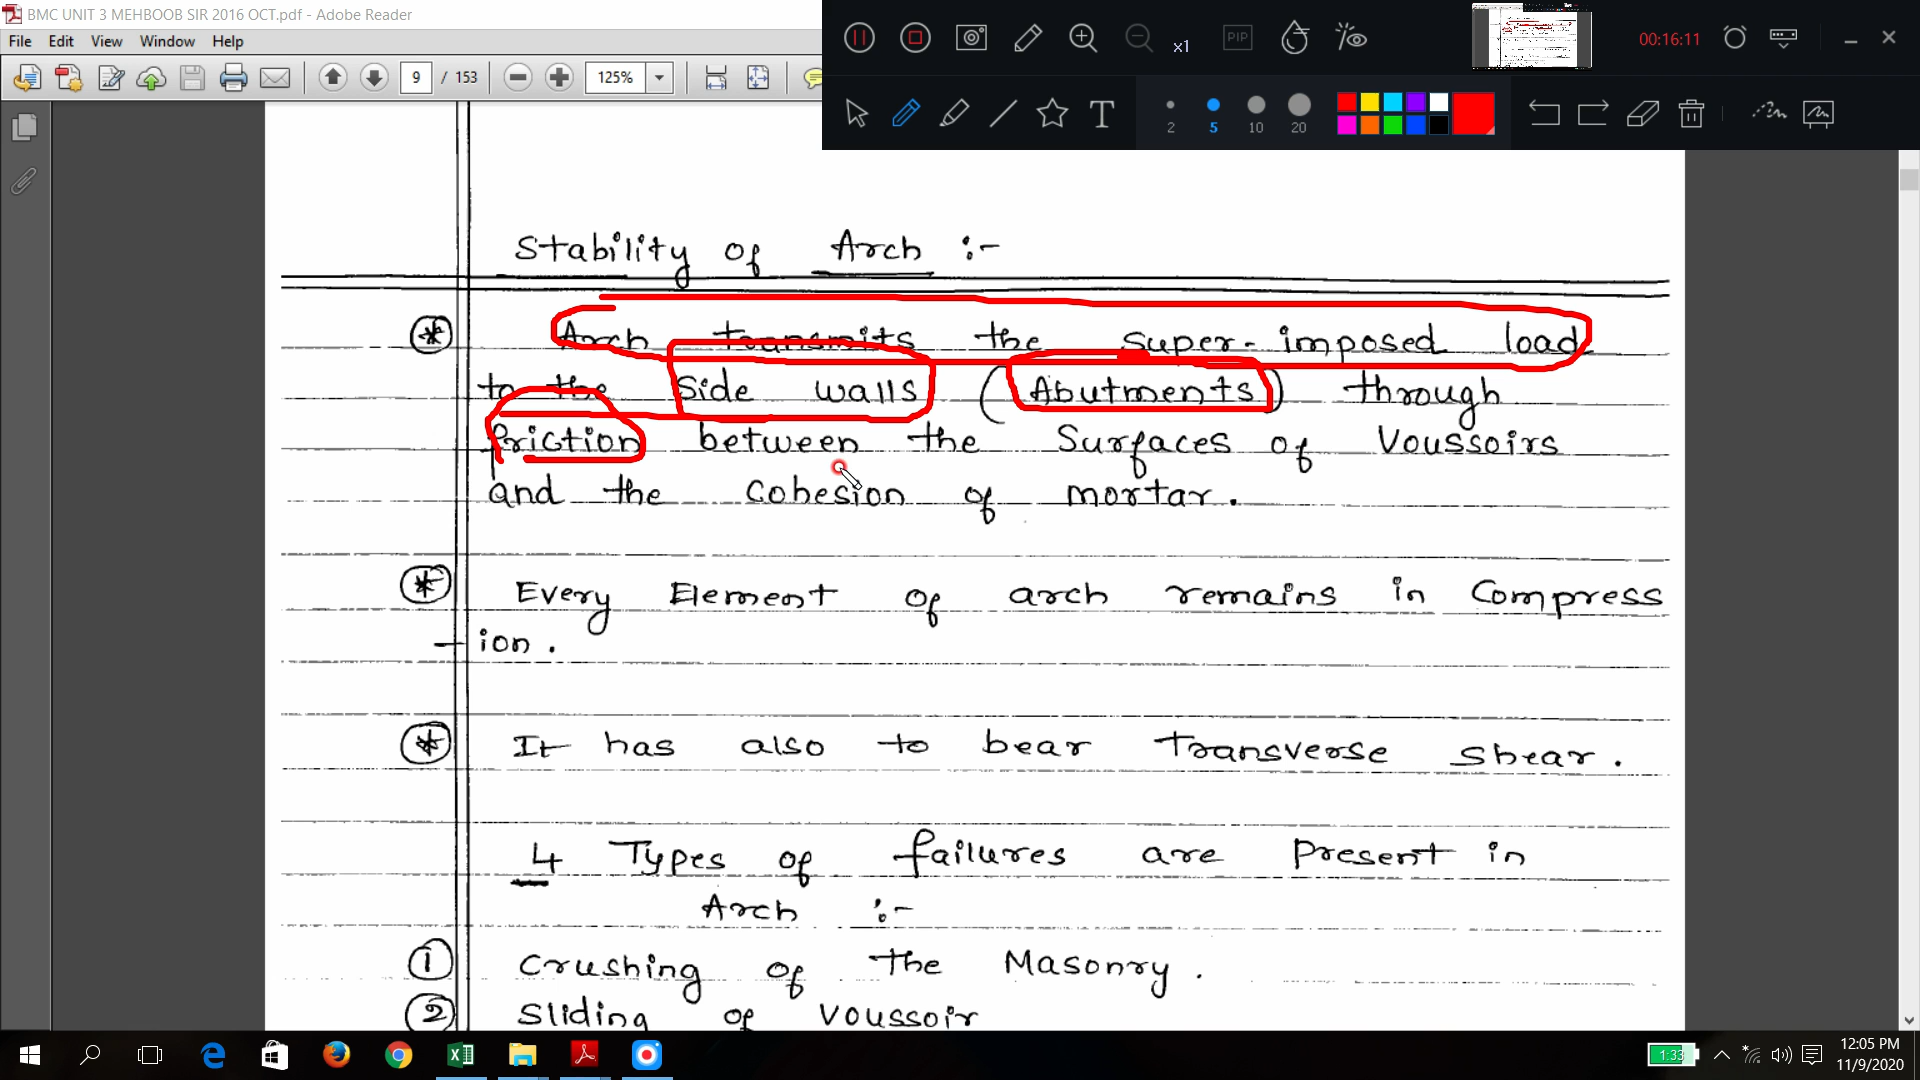 BMC UNIT 3 MEHBOOB SIR 2016 OCT.pdf - Adobe Reader
File Edit View Window Help
9 / 153 125%
x1 PIP 00:16:11
T 2 5 10 20
Stability of Arch :-
Arch transmits the super-imposed load
to the side walls (Abutments) through
friction between the Surfaces of Voussoirs
and the cohesion of mortar.
Every Element of arch remains in Compress
-ion.
It has also to bear Transverse shear.
4 Types of failures are Present in
Arch :-
1 Crushing of the Masonry.
2 Sliding of Voussoir
1:33
12:05 PM
11/9/2020